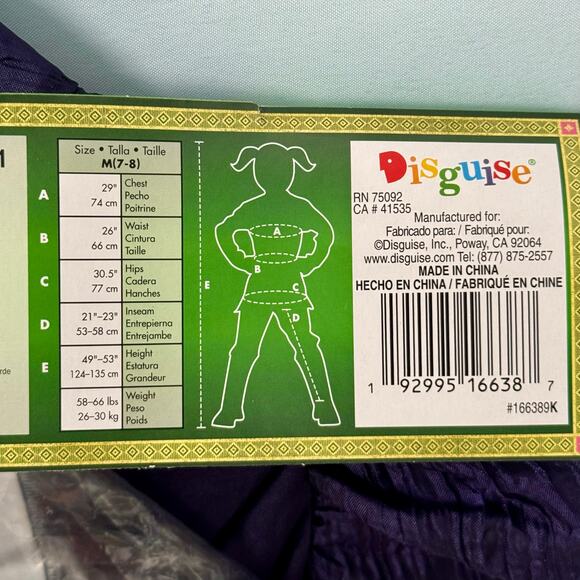 Size • Talla • Taille
M(7-8)
A
29"
74 cm
Chest
Pecho
Poitrine
B
26"
66 cm
Waist
Cintura
Taille
C
30.5"
77 cm
Hips
Cadera
Hanches
D
21"–23"
53–58 cm
Inseam
Entrepierna
Entrejambe
E
49"–53"
124–135 cm
Height
Estatura
Grandeur
58–66 lbs
26–30 kg
Weight
Peso
Poids
A
B
C
D
E
Disguise®
RN 75092
CA # 41535
Manufactured for:
Fabricado para: / Fabriqué pour:
©Disguise, Inc., Poway, CA 92064
www.disguise.com Tel: (877) 875-2557
MADE IN CHINA
HECHO EN CHINA / FABRIQUÉ EN CHINE
1 92995 16638 7
#166389K